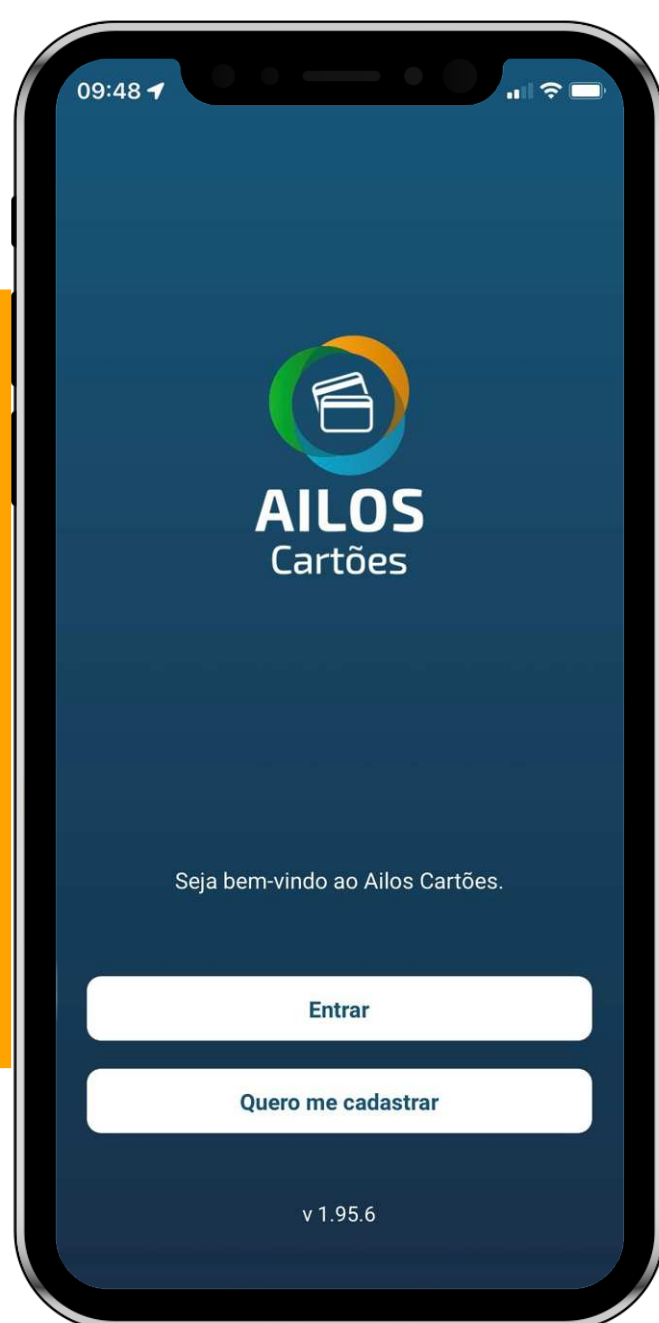 09:48
AILOS
Cartões
Seja bem-vindo ao Ailos Cartões.
Entrar
Quero me cadastrar
v 1.95.6